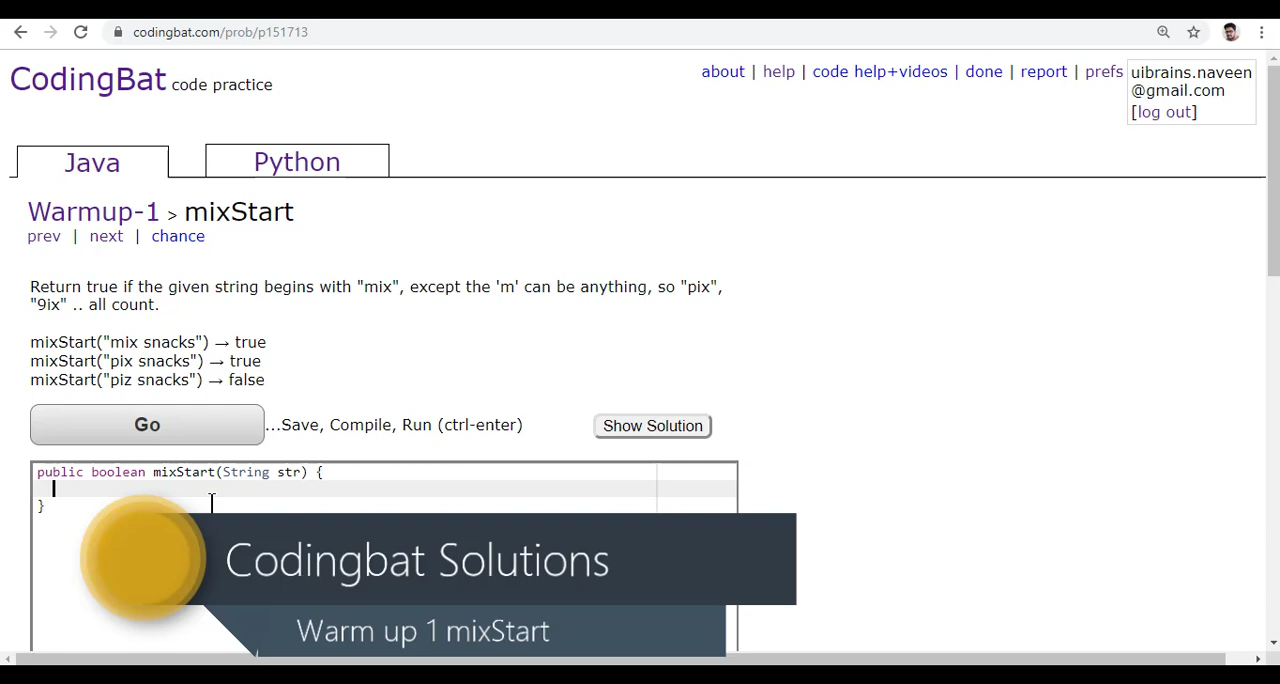 codingbat.com/prob/p151713
CodingBat code practice
about | help | code help+videos | done | report | prefs
uibrains.naveen
@gmail.com
[log out]
Java
Python
Warmup-1 > mixStart
prev | next | chance
Return true if the given string begins with "mix", except the 'm' can be anything, so "pix",
"9ix" .. all count.
mixStart("mix snacks") → true
mixStart("pix snacks") → true
mixStart("piz snacks") → false
Go
...Save, Compile, Run (ctrl-enter)
Show Solution
public boolean mixStart(String str) {
}
Codingbat Solutions
Warm up 1 mixStart